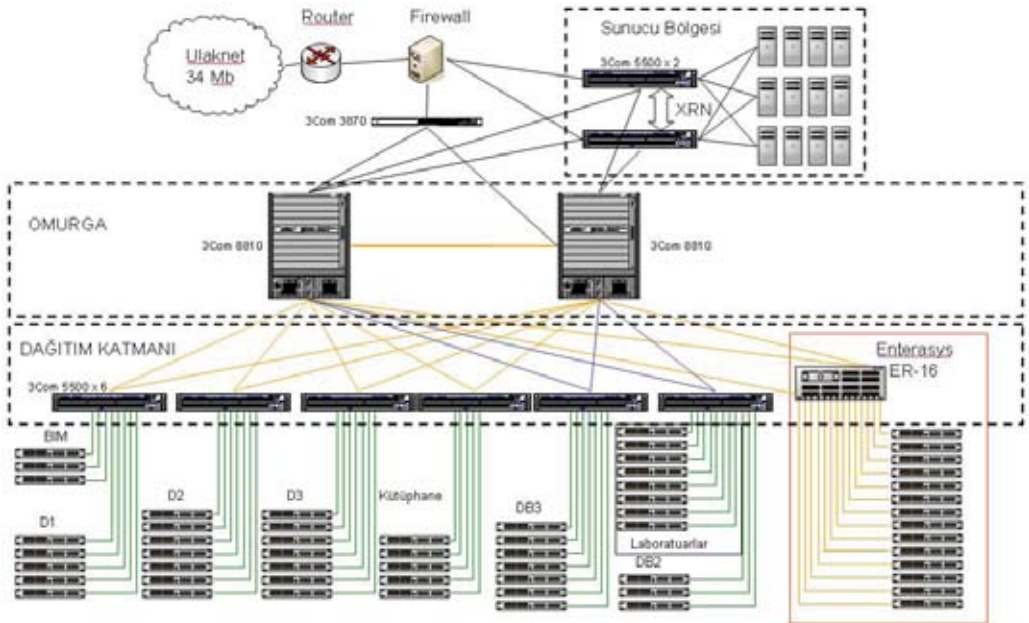 Ulaknet
34 Mb
Router
Firewall
Sunucu Bölgesi
3Com 5500 x 2
XRN
3Com 3870
OMURGA
3Com 8810
3Com 8810
DAĞITIM KATMANI
Enterasys
ER-16
3Com 5500 x 6
BIM
D1
D2
D3
Kütüphane
DB3
Laboratuarlar
DB2